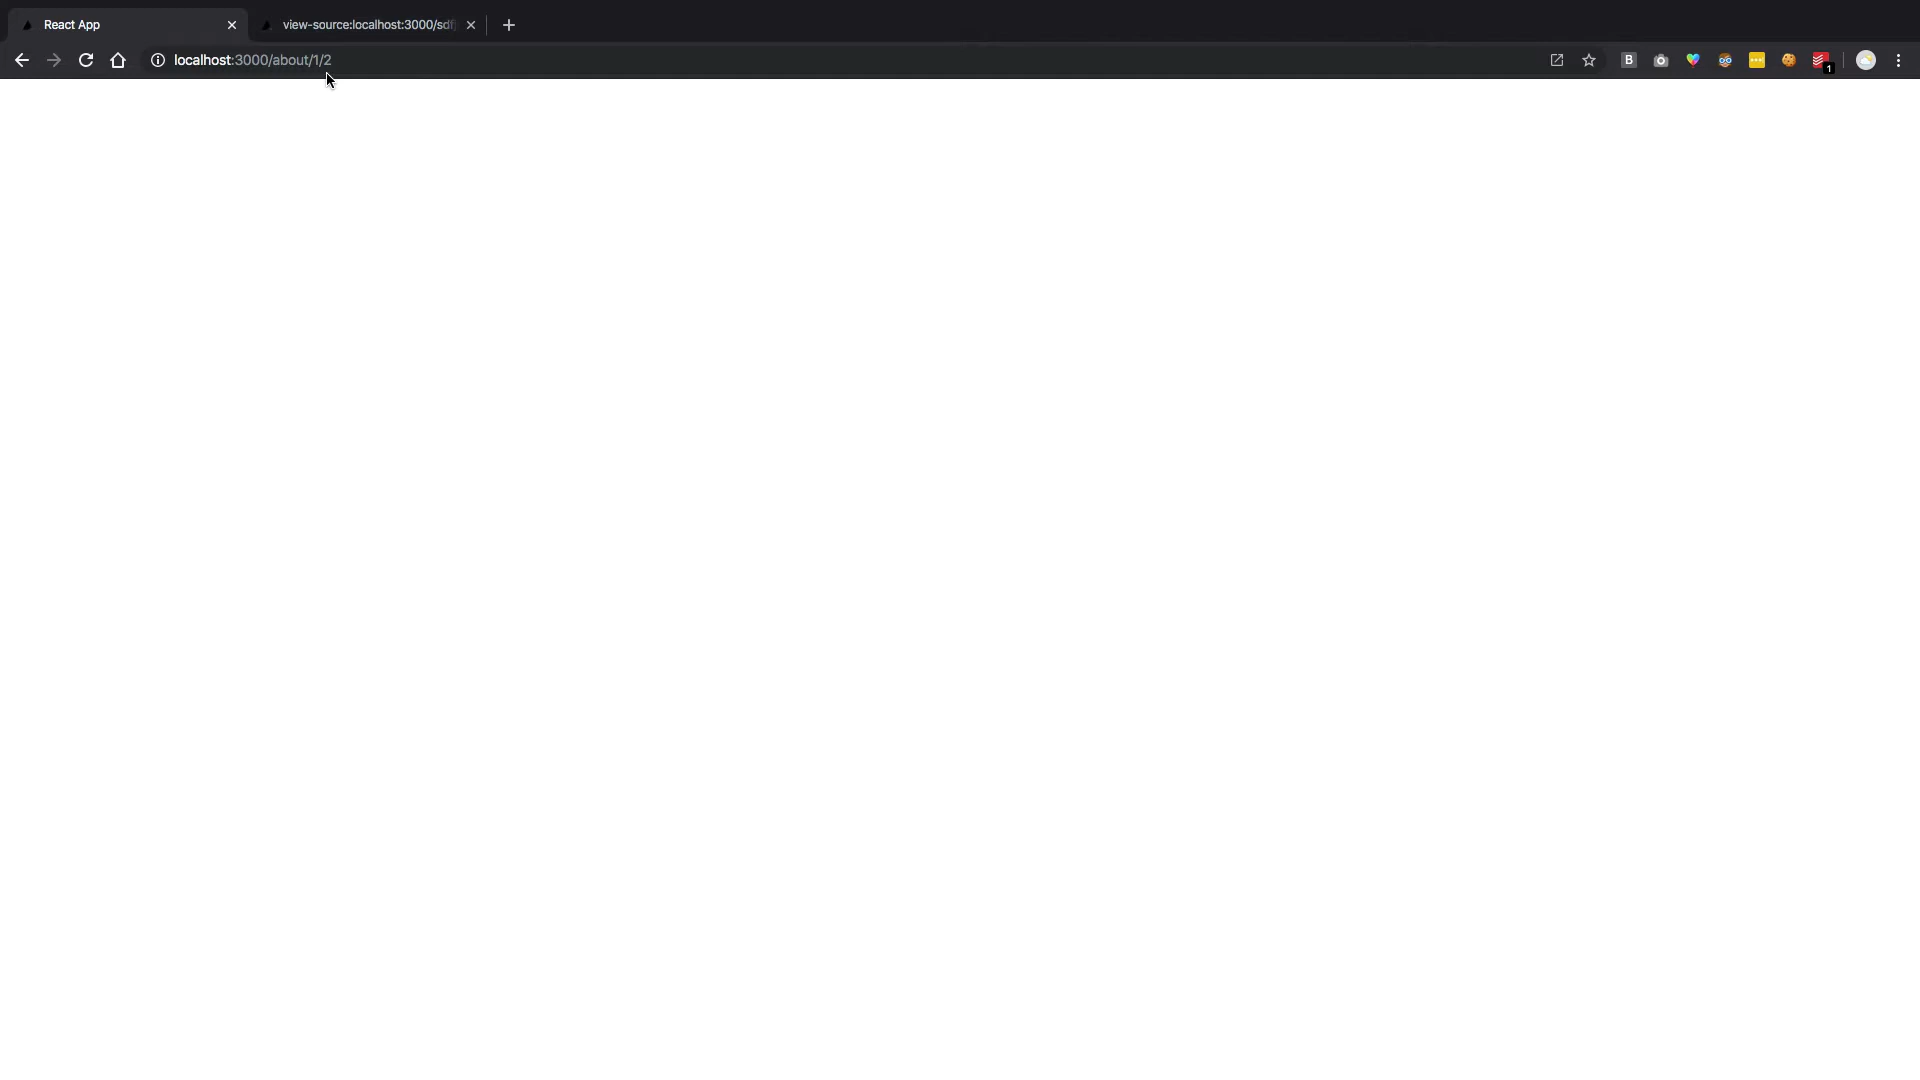 React App
view-source:localhost:3000/sdf
localhost:3000/about/1/2
B
1